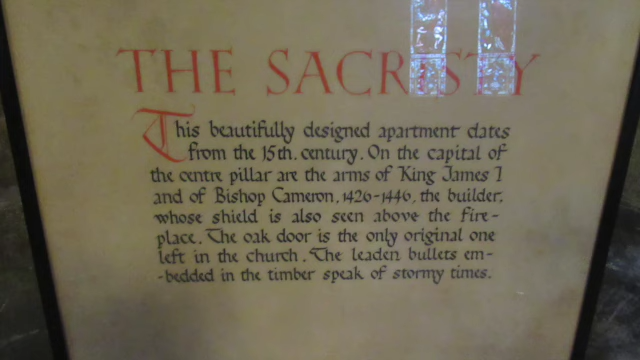 THE SACRISTY
This beautifully designed apartment dates
from the 15th. century. On the capital of
the centre pillar are the arms of King James I
and of Bishop Cameron, 1426-1446, the builder,
whose shield is also seen above the fire-
place. The oak door is the only original one
left in the church. The leaden bullets em-
-bedded in the timber speak of stormy times.